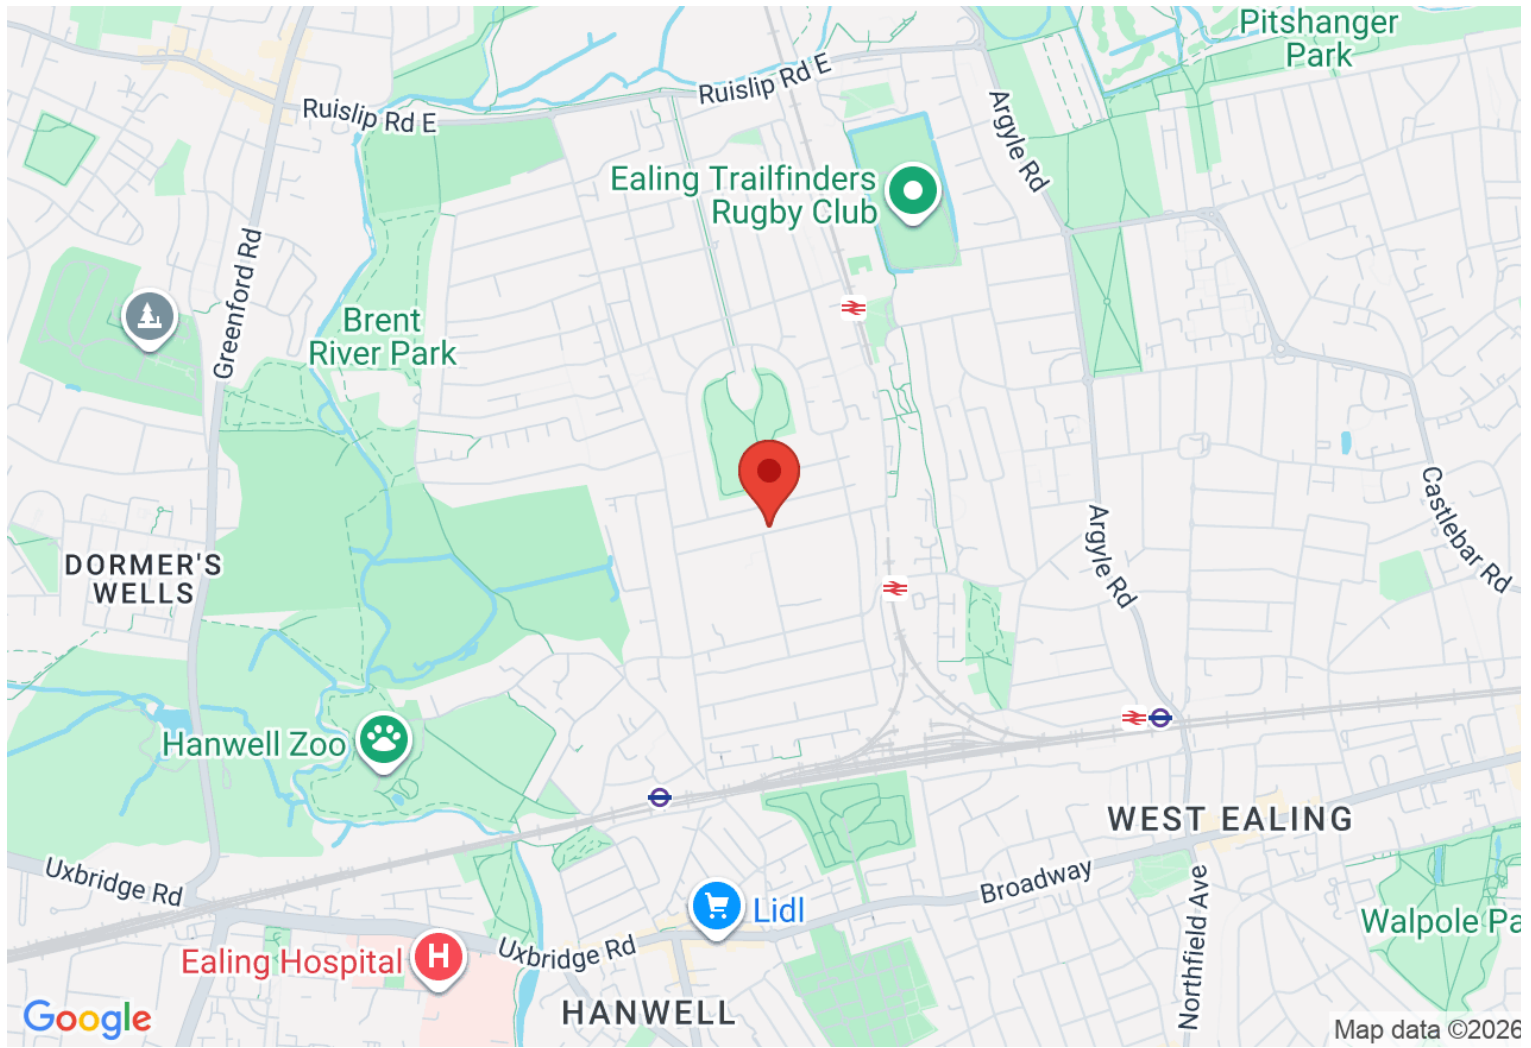 Pitshanger
Park
Ruislip Rd E
Ruislip Rd E
Argyle Rd
Ealing Trailfinders
Rugby Club
Greenford Rd
Brent
River Park
Castlebar Rd
Argyle Rd
DORMER'S
WELLS
Hanwell Zoo
WEST EALING
Uxbridge Rd
Broadway
Lidl
Northfield Ave
Walpole Pa
Uxbridge Rd
Ealing Hospital
H
HANWELL
Google
Map data ©2026